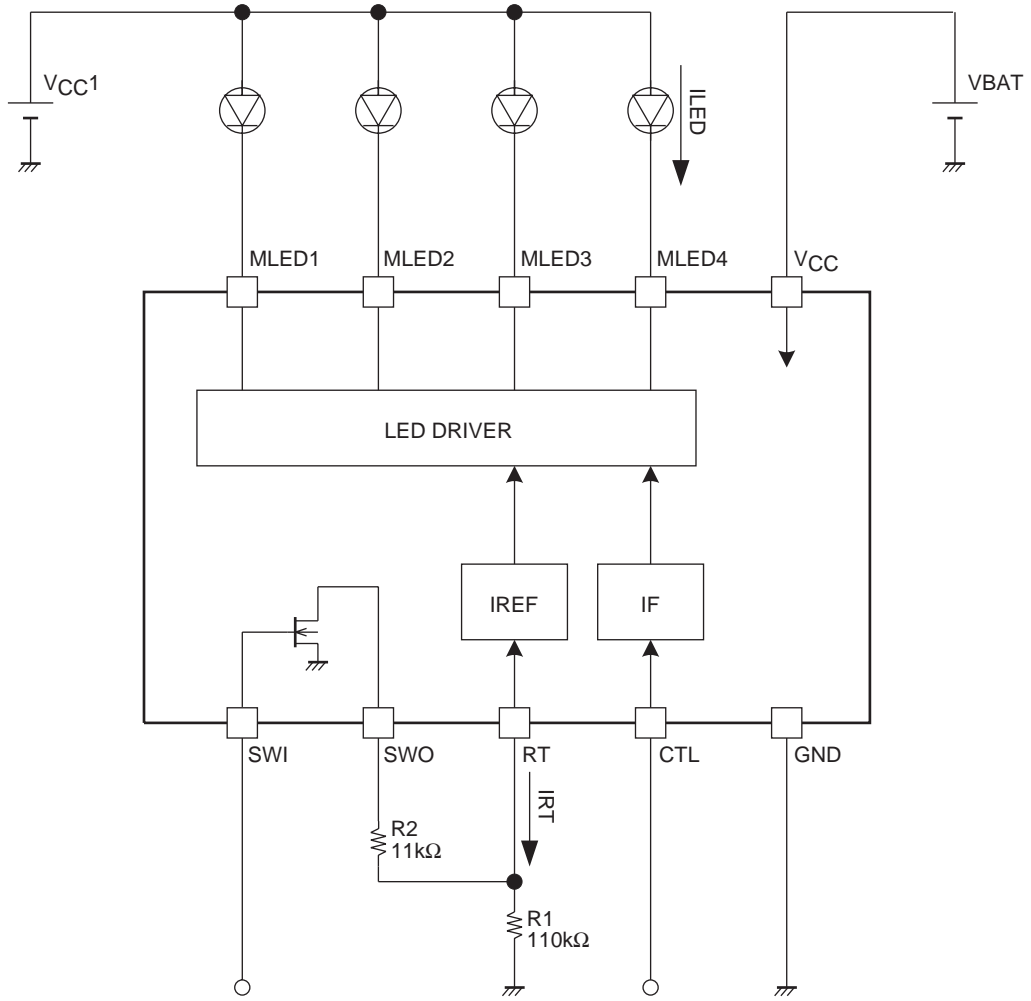 VCC1
ILED
VBAT
MLED1
MLED2
MLED3
MLED4
VCC
LED DRIVER
IREF
IF
SWI
SWO
RT
CTL
GND
IRT
R2
11kΩ
R1
110kΩ